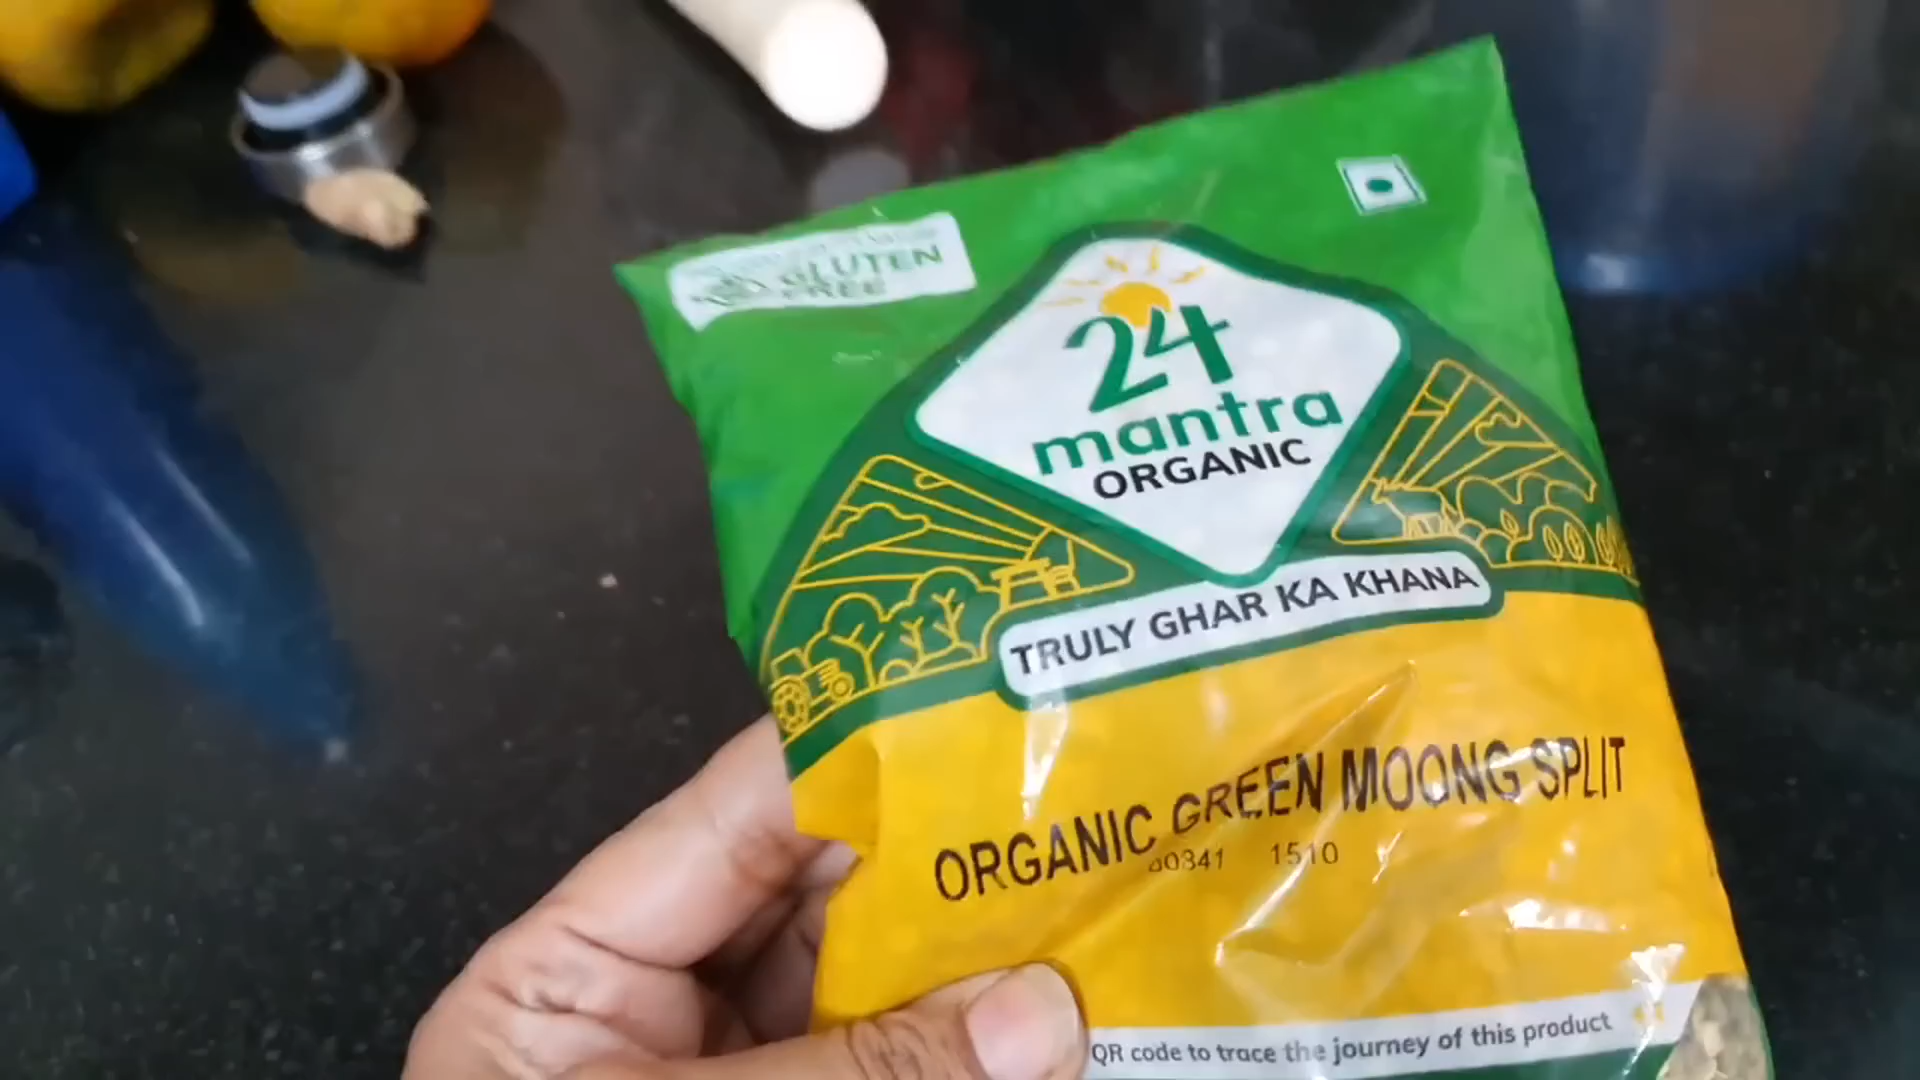 GLUTEN
FREE
24
mantra
ORGANIC
TRULY GHAR KA KHANA
ORGANIC GREEN MOONG SPLIT
00341 1510
QR code to trace the journey of this product